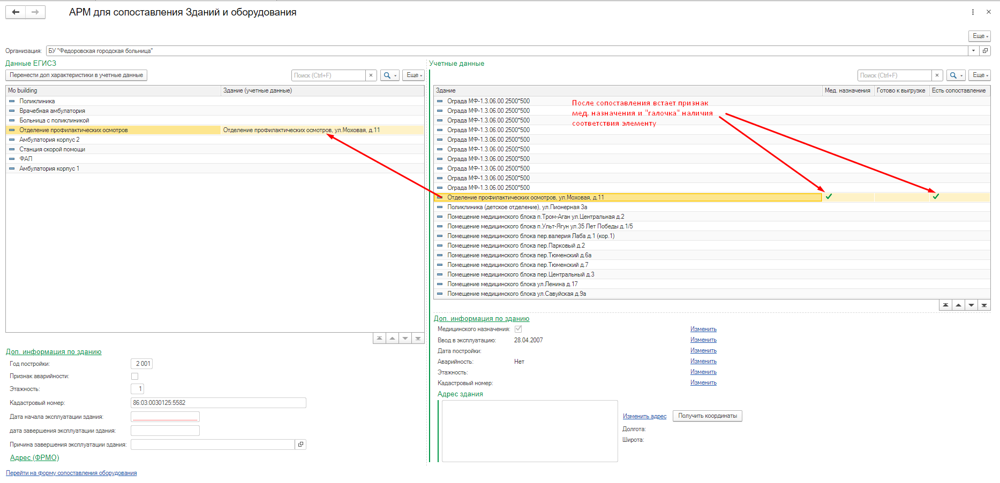 АРМ для сопоставления Зданий и оборудования
Еще
Организация: БУ "Федоровская городская больница"
Данные ЕГИСЗ
Перенести доп характеристики в учетные данные
Поиск (Ctrl+F)
Еще
Mo building
Здание (учетные данные)
Поликлиника
Врачебная амбулатория
Больница с поликлиникой
Отделение профилактических осмотров
Отделение профилактических осмотров, ул.Моховая, д.11
Амбулатория корпус 2
Станция скорой помощи
ФАП
Амбулатория корпус 1
Доп. информация по зданию
Год постройки: 2 001
Признак аварийности:
Этажность: 1
Кадастровый номер: 86:03:0030125:5582
Дата начала эксплуатации здания:
дата завершения эксплуатации здания:
Причина завершения эксплуатации здания:
Адрес (ФРМО)
Перейти на форму сопоставления оборудования
Учетные данные
Поиск (Ctrl+F)
Еще
Здание
Мед. назначения
Готово к выгрузке
Есть сопоставление
Ограда МФ-1.3.06.00 2500*500
Ограда МФ-1.3.06.00 2500*500
Ограда МФ-1.3.06.00 2500*500
Ограда МФ-1.3.06.00 2500*500
Ограда МФ-1.3.06.00 2500*500
Ограда МФ-1.3.06.00 2500*500
Ограда МФ-1.3.06.00 2500*500
Ограда МФ-1.3.06.00 2500*500
Ограда МФ-1.3.06.00 2500*500
Ограда МФ-1.3.06.00 2500*500
После сопоставления встает признак
мед. назначения и "галочка" наличия
соответствия элементу
Отделение профилактических осмотров, ул.Моховая, д.11
Поликлиника (детское отделение), ул.Пионерная 3а
Помещение медицинского блока п.Тром-Аган ул.Центральная д.2
Помещение медицинского блока п.Ульт-Ягун ул.35 Лет Победы д.1/5
Помещение медицинского блока пер.валерия Лаба д.1 (кор.1)
Помещение медицинского блока пер.Парковый д.2
Помещение медицинского блока пер.Тюменский д.6а
Помещение медицинского блока пер.Тюменский д.7
Помещение медицинского блока пер.Центральный д.3
Помещение медицинского блока ул.Ленина д.17
Помещение медицинского блока ул.Савуйская д.9а
Доп. информация по зданию
Медицинского назначения: Изменить
Ввод в эксплуатацию: 28.04.2007 Изменить
Дата постройки: Изменить
Аварийность: Нет Изменить
Этажность: Изменить
Кадастровый номер: Изменить
Адрес здания
Изменить адрес
Получить координаты
Долгота:
Широта: